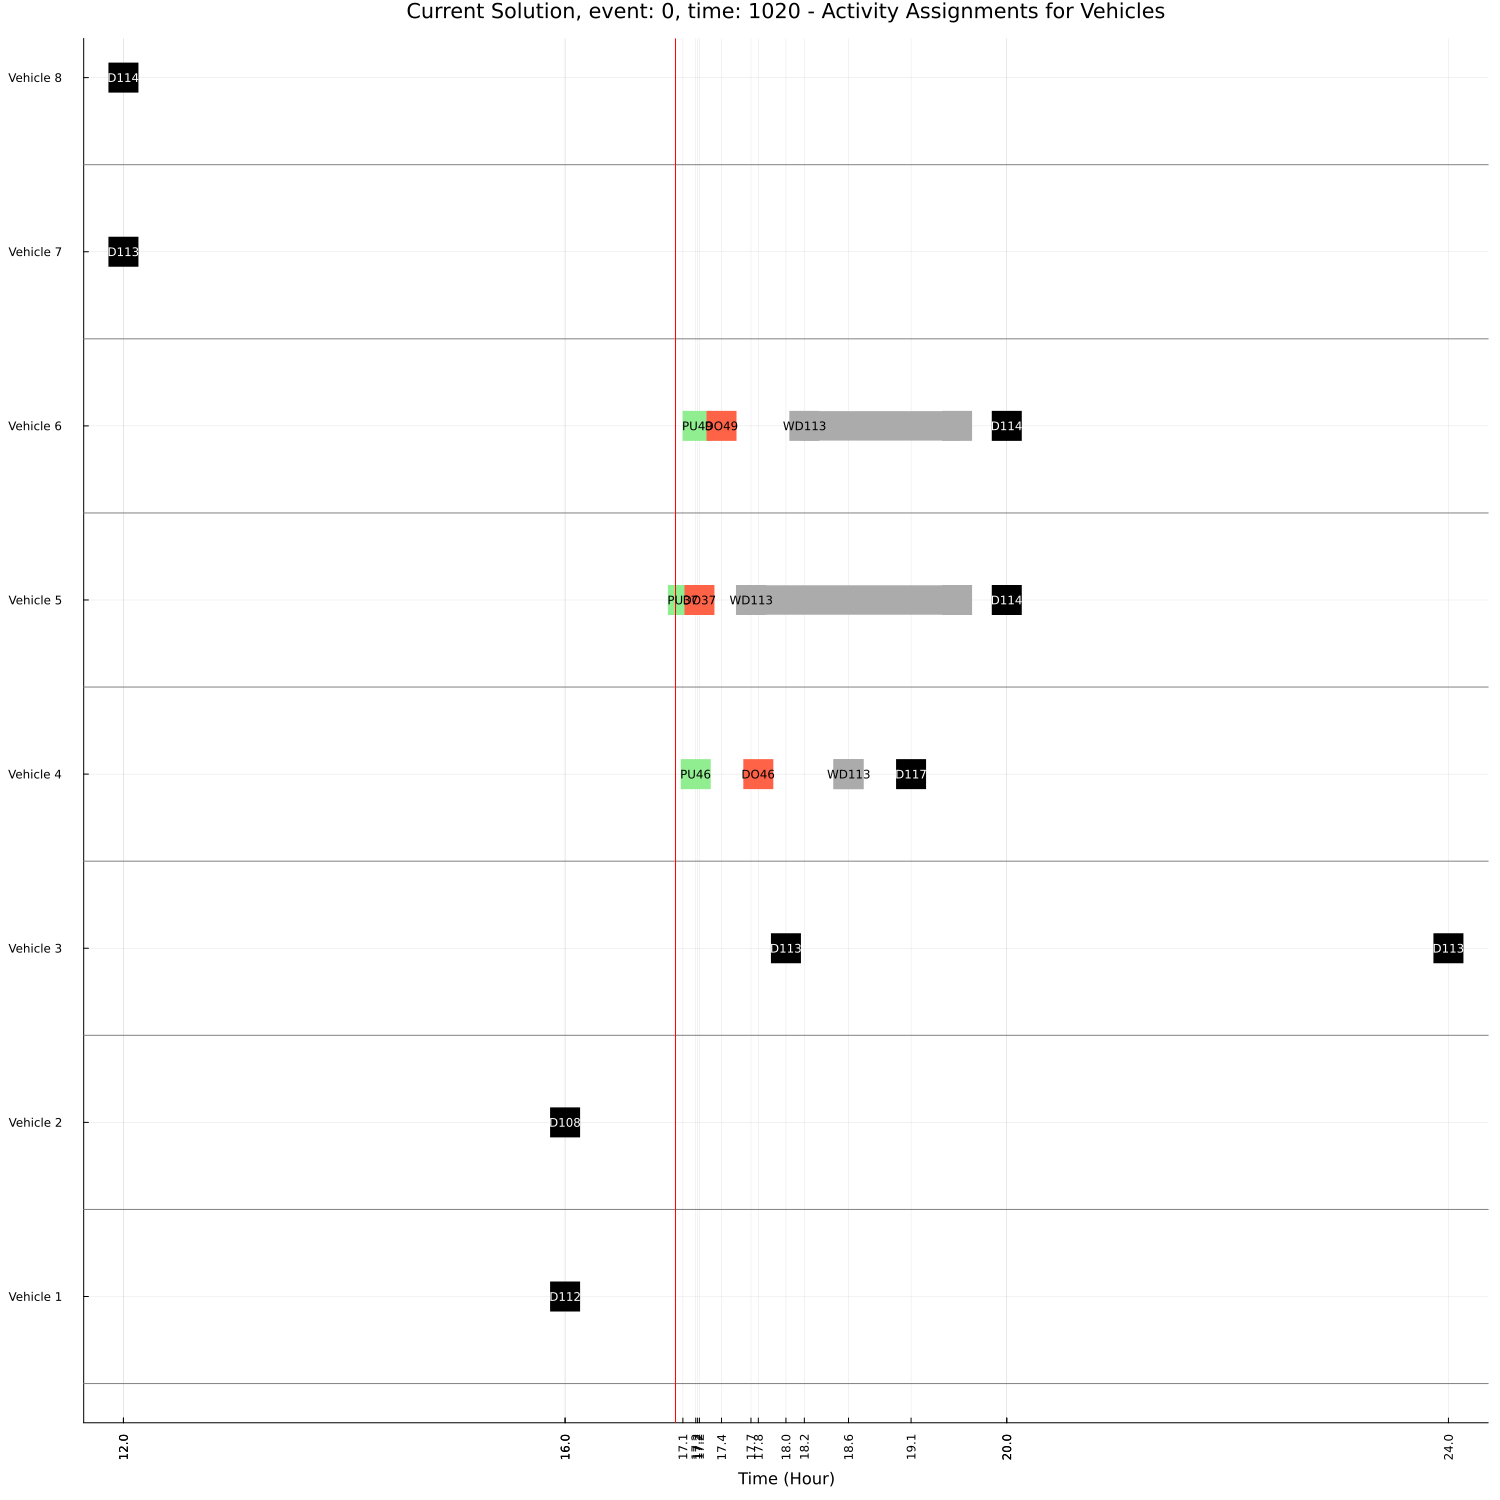 Current Solution, event: 0, time: 1020 - Activity Assignments for Vehicles
Vehicle 8
D114
Vehicle 7
D113
Vehicle 6
PU49
DO49
WD113
D114
Vehicle 5
PU37
DO37
WD113
D114
Vehicle 4
PU46
DO46
WD113
D117
Vehicle 3
D113
D113
Vehicle 2
D108
Vehicle 1
D112
12.0
16.0
17.1
17.4
17.7
17.8
18.0
18.2
18.6
19.1
20.0
24.0
Time (Hour)